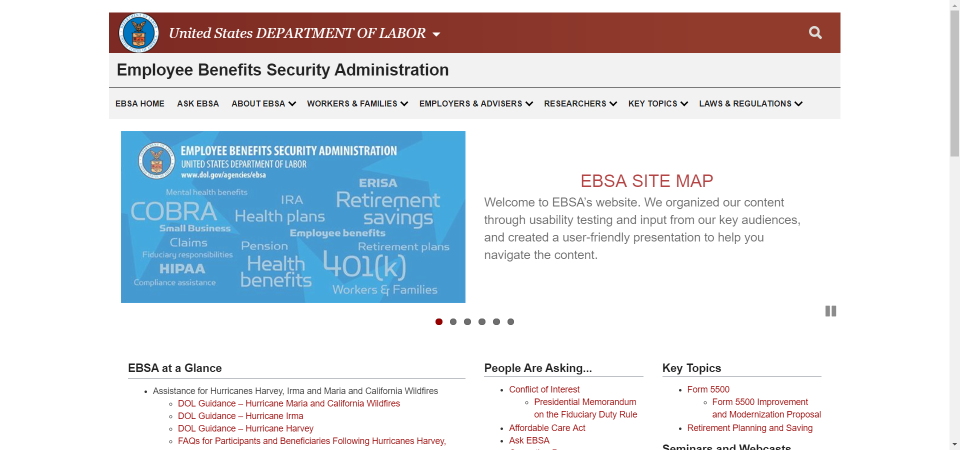 United States DEPARTMENT OF LABOR
Employee Benefits Security Administration
EBSA HOME ASK EBSA ABOUT EBSA WORKERS & FAMILIES EMPLOYERS & ADVISERS RESEARCHERS KEY TOPICS LAWS & REGULATIONS
EMPLOYEE BENEFITS SECURITY ADMINISTRATION
UNITED STATES DEPARTMENT OF LABOR
www.dol.gov/agencies/ebsa
ERISA
Mental health benefits
IRA
Retirement savings
COBRA
Health plans
Small Business
Employee benefits
Claims
Pension
Retirement plans
Fiduciary responsibilities
HIPAA
Health benefits
401(k)
Compliance assistance
Workers & Families
EBSA SITE MAP
Welcome to EBSA's website. We organized our content
through usability testing and input from our key audiences,
and created a user-friendly presentation to help you
navigate the content.
EBSA at a Glance
Assistance for Hurricanes Harvey, Irma and Maria and California Wildfires
DOL Guidance – Hurricane Maria and California Wildfires
DOL Guidance – Hurricane Irma
DOL Guidance – Hurricane Harvey
FAQs for Participants and Beneficiaries Following Hurricanes Harvey,
People Are Asking...
Conflict of Interest
Presidential Memorandum
on the Fiduciary Duty Rule
Affordable Care Act
Ask EBSA
Key Topics
Form 5500
Form 5500 Improvement
and Modernization Proposal
Retirement Planning and Saving
Seminars and Webcasts